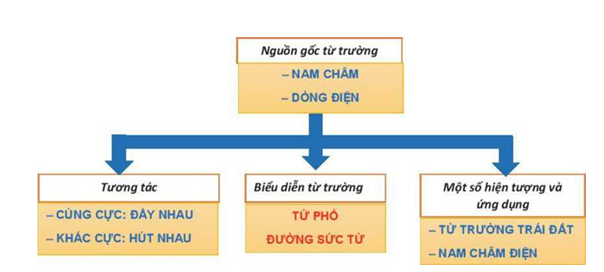 Nguồn gốc từ trường
– NAM CHÂM
– DÒNG ĐIỆN
Tương tác
– CÙNG CỰC: ĐẨY NHAU
– KHÁC CỰC: HÚT NHAU
Biểu diễn từ trường
TỪ PHỔ
ĐƯỜNG SỨC TỪ
Một số hiện tượng và
ứng dụng
– TỪ TRƯỜNG TRÁI ĐẤT
– NAM CHÂM ĐIỆN